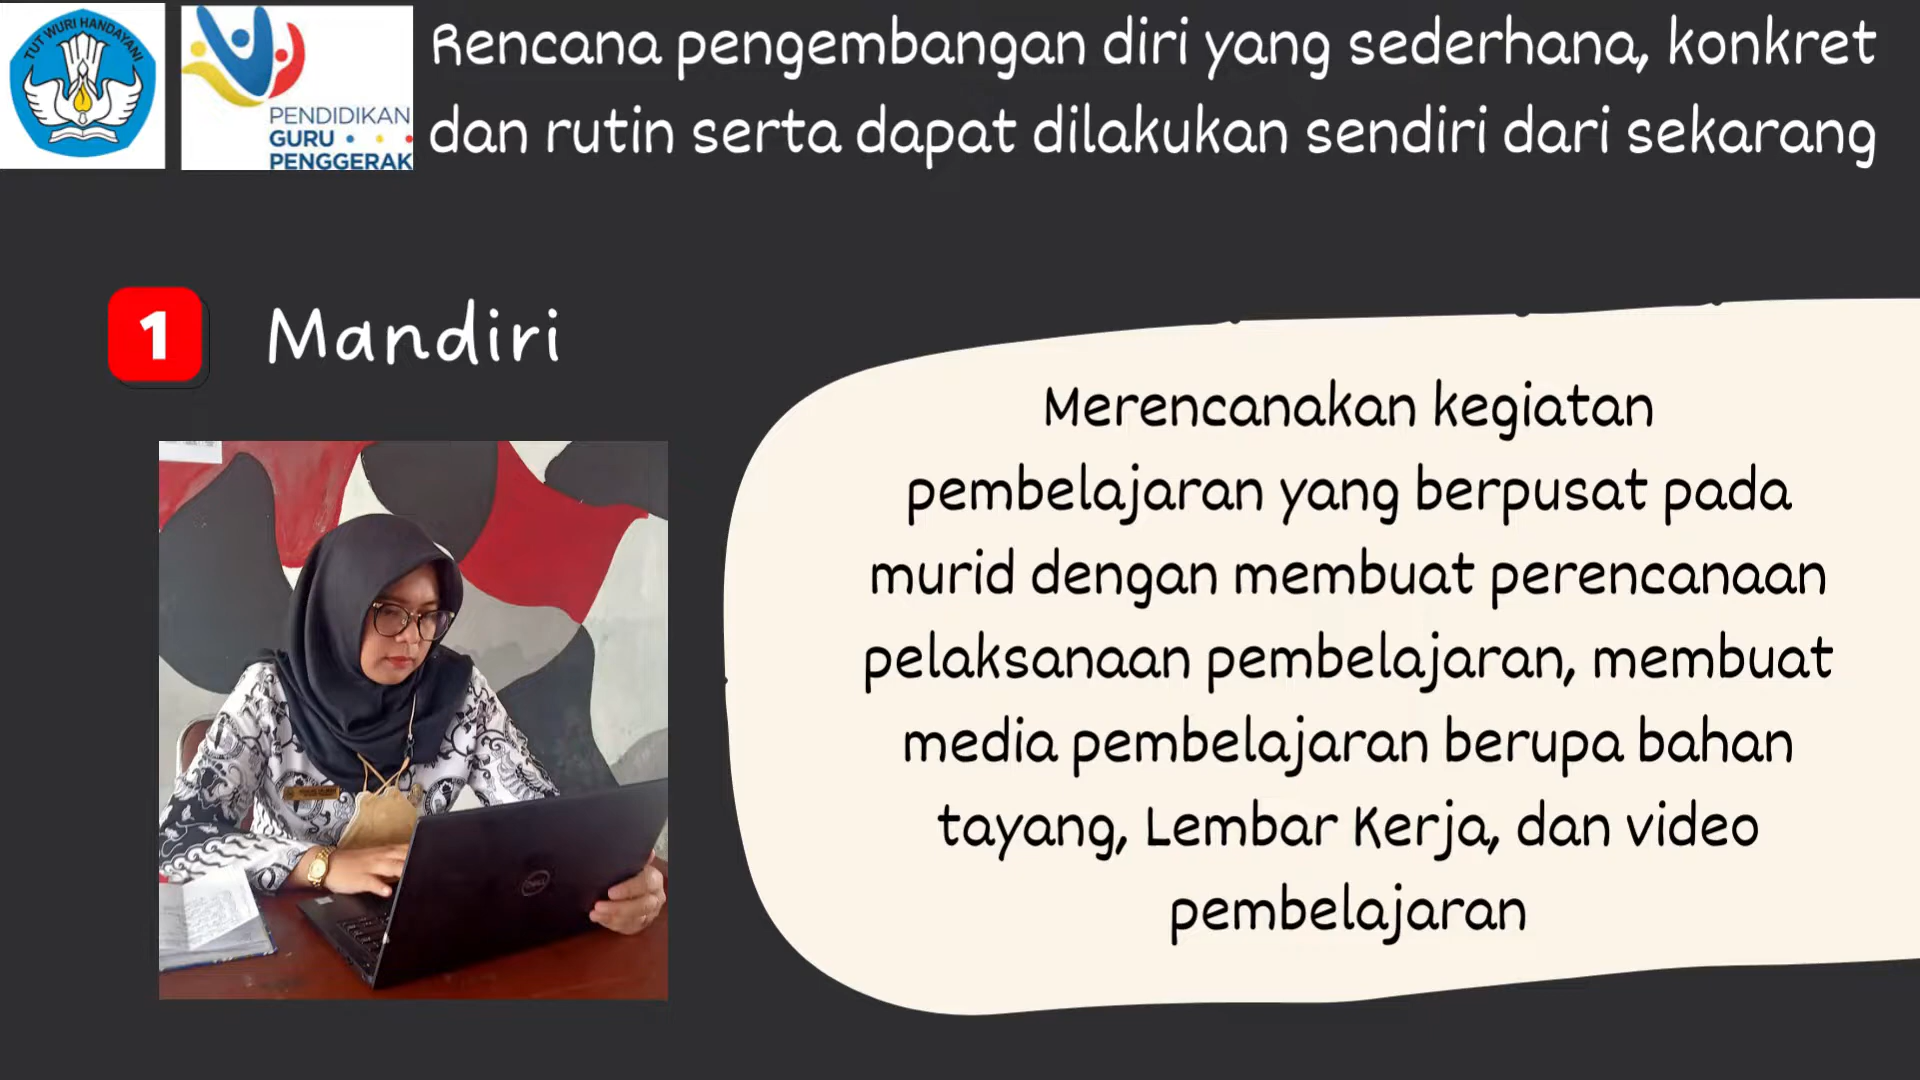 TUT WURI HANDAYANI
PENDIDIKAN
GURU
PENGGERAK
Rencana pengembangan diri yang sederhana, konkret
dan rutin serta dapat dilakukan sendiri dari sekarang
1 Mandiri
Merencanakan kegiatan
pembelajaran yang berpusat pada
murid dengan membuat perencanaan
pelaksanaan pembelajaran, membuat
media pembelajaran berupa bahan
tayang, Lembar Kerja, dan video
pembelajaran
DELL